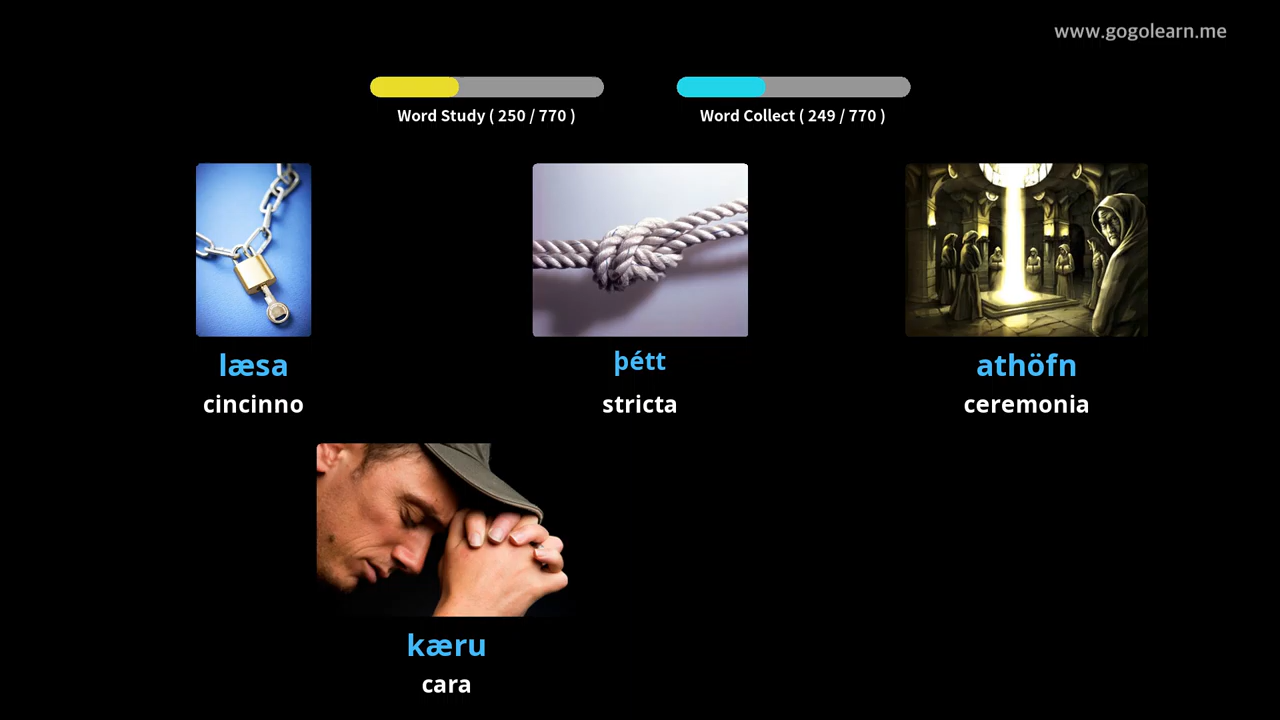 www.gogolearn.me
Word Study ( 250 / 770 )
Word Collect ( 249 / 770 )
læsa
cincinno
þétt
stricta
athöfn
ceremonia
kæru
cara